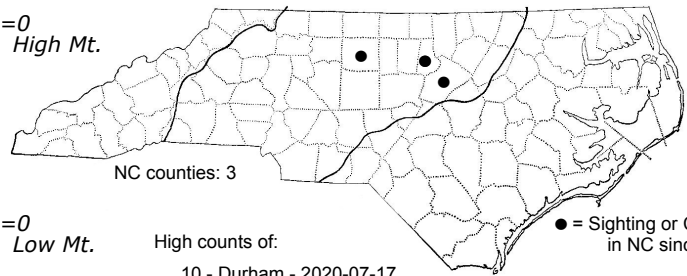 =0
High Mt.
NC counties: 3
=0
Low Mt.
High counts of:
10 - Durham - 2020-07-17
● = Sighting or
in NC sinc